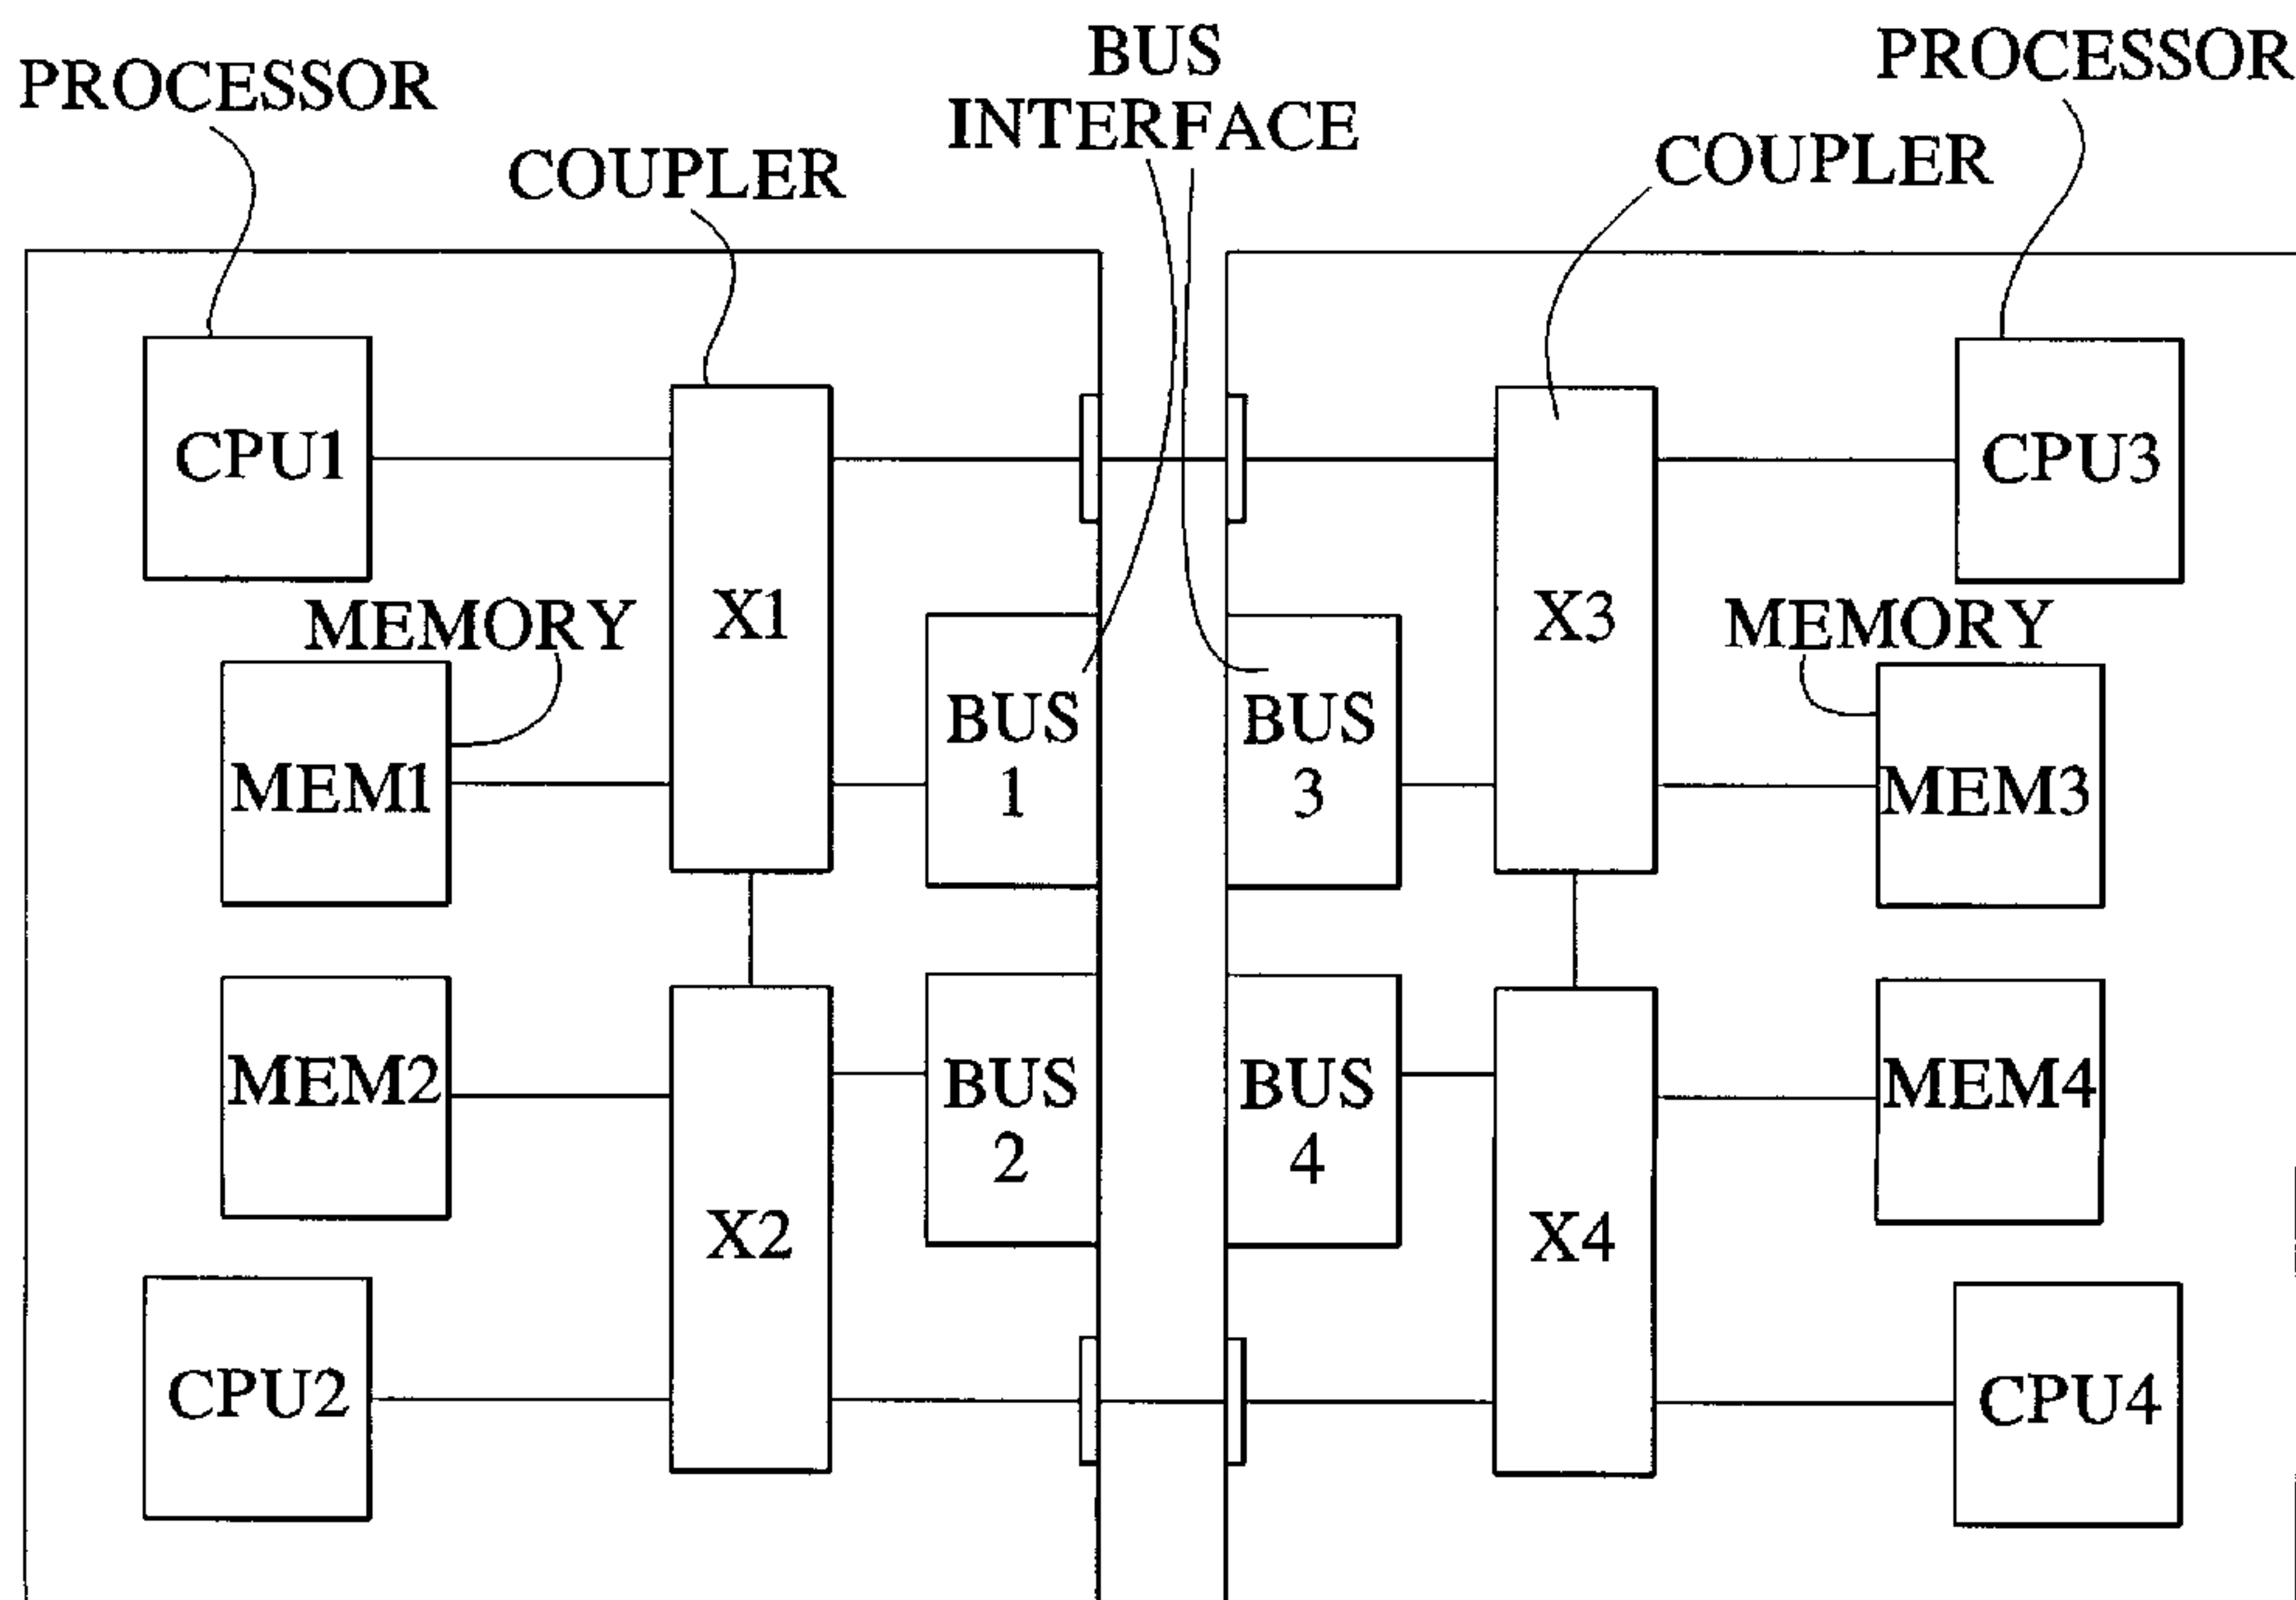 PROCESSOR
COUPLER
BUS
INTERFACE
COUPLER
PROCESSOR
CPU1
X1
X3
CPU3
MEMORY
MEMORY
MEM1
BUS
1
BUS
3
MEM3
MEM2
BUS
2
BUS
4
MEM4
X2
X4
CPU2
CPU4